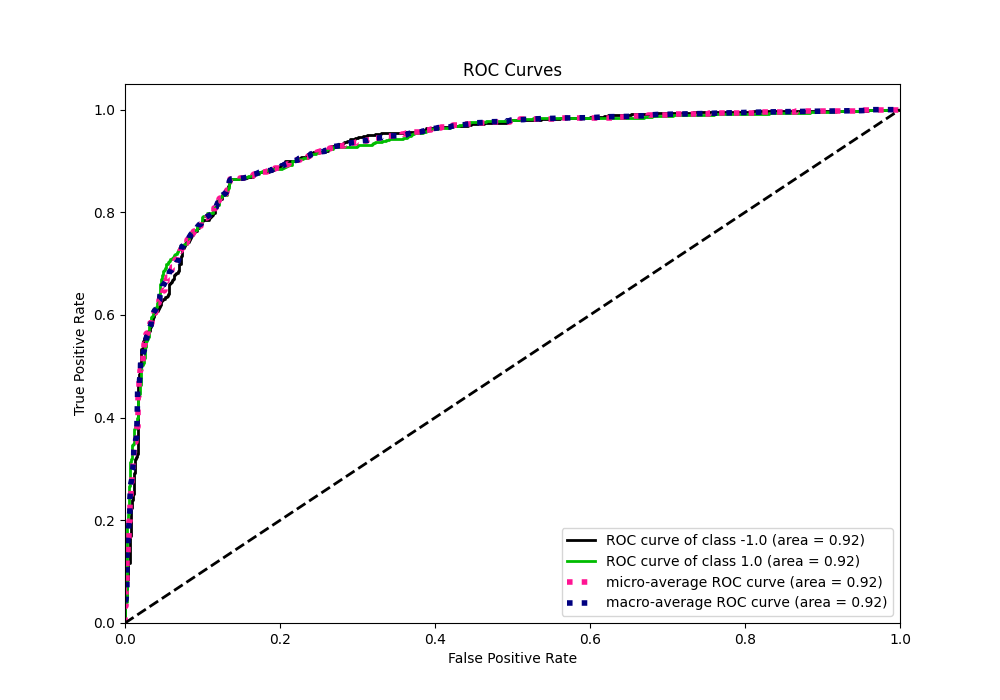 ROC Curves
True Positive Rate
1.0
0.8
0.6
0.4
0.2
0.0
ROC curve of class -1.0 (area = 0.92)
ROC curve of class 1.0 (area = 0.92)
micro-average ROC curve (area = 0.92)
macro-average ROC curve (area = 0.92)
0.0 0.2 0.4 0.6 0.8 1.0
False Positive Rate